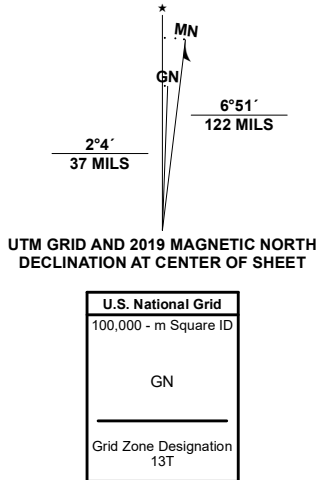 ★
MN
GN
6°51´
122 MILS
2°4´
37 MILS
UTM GRID AND 2019 MAGNETIC NORTH
DECLINATION AT CENTER OF SHEET
U.S. National Grid
100,000 - m Square ID
GN
Grid Zone Designation
13T